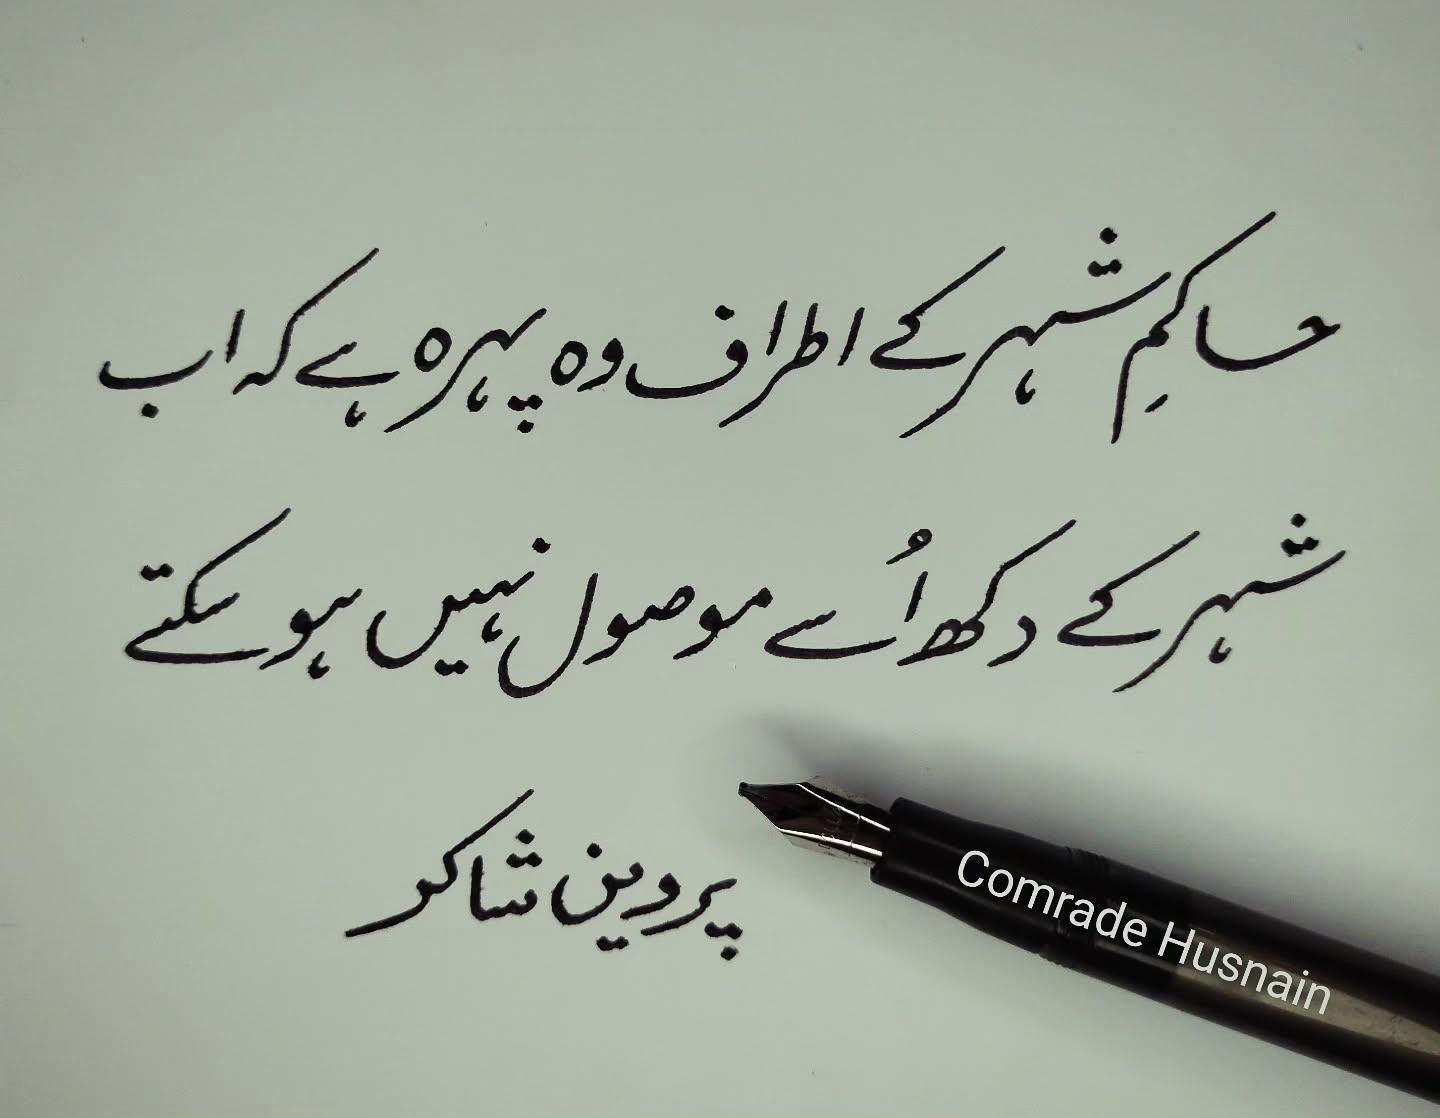 حاکمِ شہر کے اطراف وہ پہرہ ہے کہ اب
شہر کے دکھ اُسے موصول نہیں ہو سکتے
پروین شاکر
Comrade Husnain